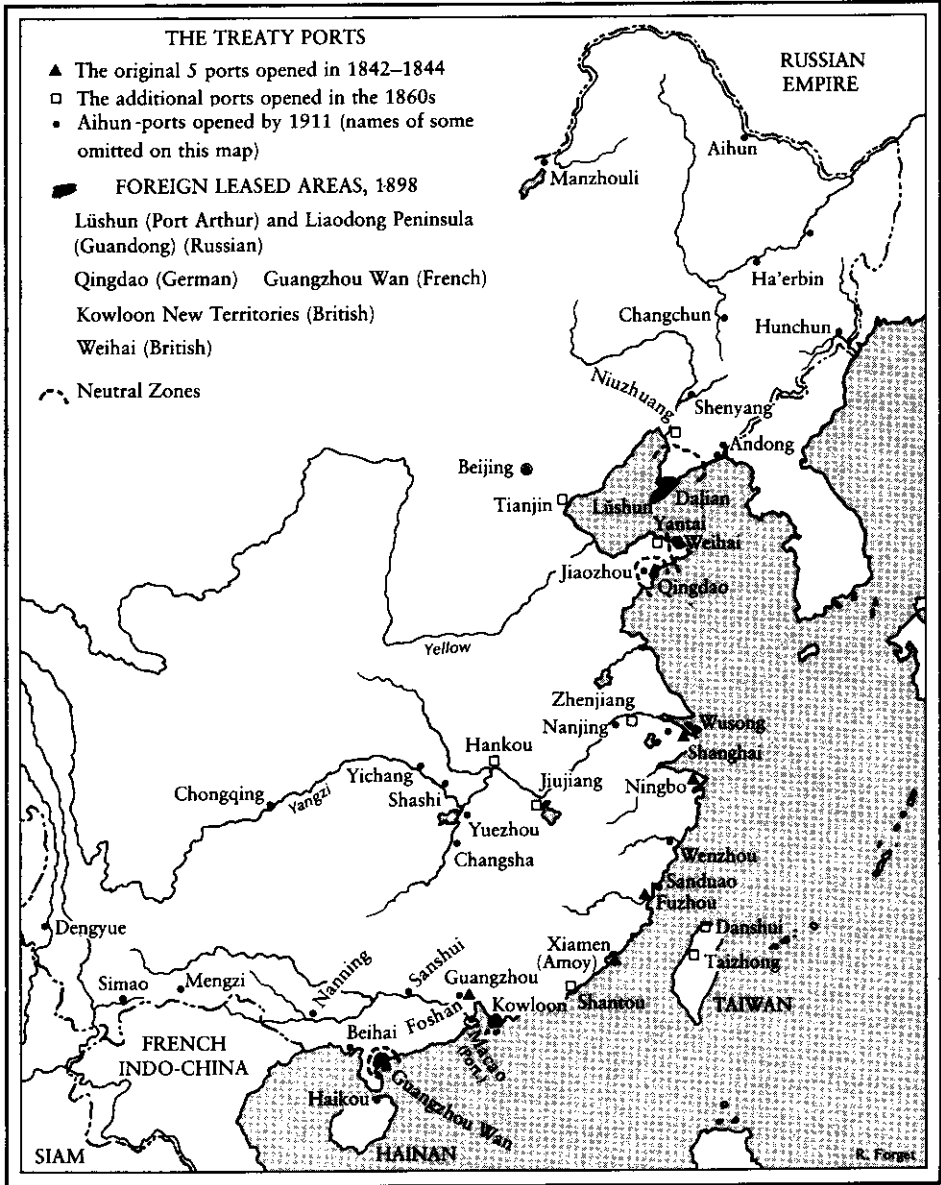 THE TREATY PORTS
▲ The original 5 ports opened in 1842–1844
□ The additional ports opened in the 1860s
• Aihun-ports opened by 1911 (names of some
omitted on this map)
FOREIGN LEASED AREAS, 1898
Lüshun (Port Arthur) and Liaodong Peninsula
(Guandong) (Russian)
Qingdao (German) Guangzhou Wan (French)
Kowloon New Territories (British)
Weihai (British)
Neutral Zones
RUSSIAN
EMPIRE
Aihun
Manzhouli
Ha'erbin
Changchun
Hunchun
Niuzhuang
Shenyang
Andong
Beijing
Tianjin
Lüshun
Dalian
Yantai
Weihai
Jiaozhou
Qingdao
Yellow
Zhenjiang
Nanjing
Wusong
Shanghai
Hankou
Jiujiang
Ningbo
Yichang
Chongqing
Yangzi
Shashi
Yuezhou
Changsha
Wenzhou
Sanduao
Fuzhou
Dengyue
Danshui
Xiamen
(Amoy)
Taizhong
Simao
Mengzi
Nanning
Sanshui
Guangzhou
Foshan
Kowloon
Shantou
TAIWAN
Macao
(Port.)
Beihai
FRENCH
INDO-CHINA
Guangzhou Wan
Haikou
SIAM
HAINAN
R. Forget